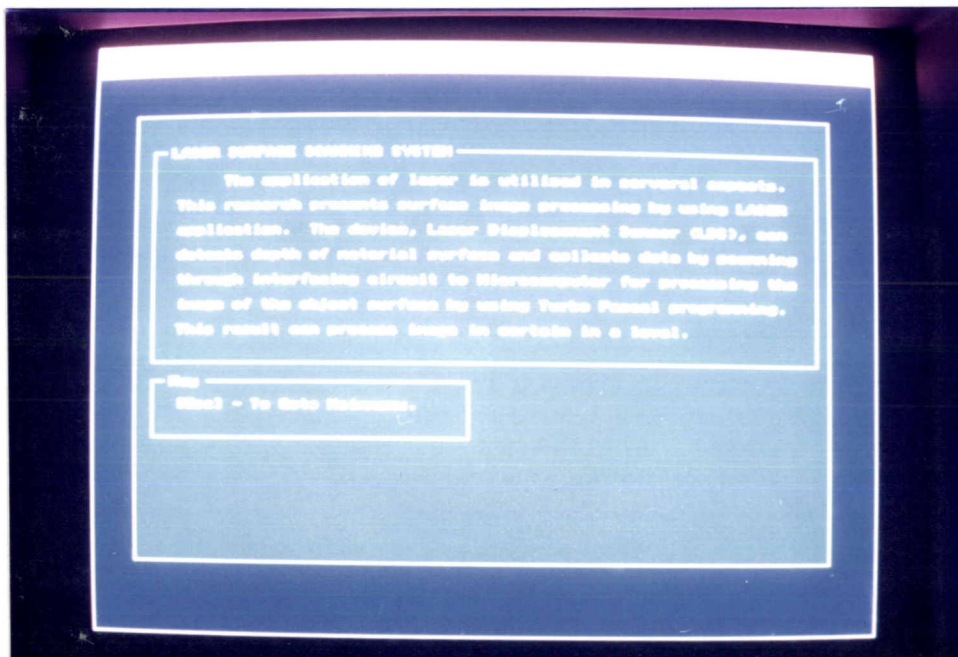 LASER SURFACE SCANNING SYSTEM
The application of laser is utilized in serveral aspects.
This research presents surface image processing by using LASER
application. The device, Laser Displacement Sensor (LDS), can
detects depth of material surface and collects data by scanning
through interfacing circuit to Microcomputer for processing the
image of the object surface by using Turbo Pascal programming.
This result can process image in certain in a level.
Key
[Esc] - To Goto Mainmenu.